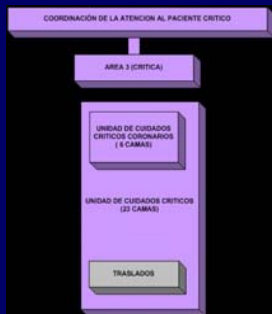 COORDINACIÓN DE LA ATENCION AL PACIENTE CRITICO
AREA 3 (CRITICA)
UNIDAD DE CUIDADOS
CRITICOS CORONARIOS
( 6 CAMAS)
UNIDAD DE CUIDADOS CRITICOS
(23 CAMAS)
TRASLADOS